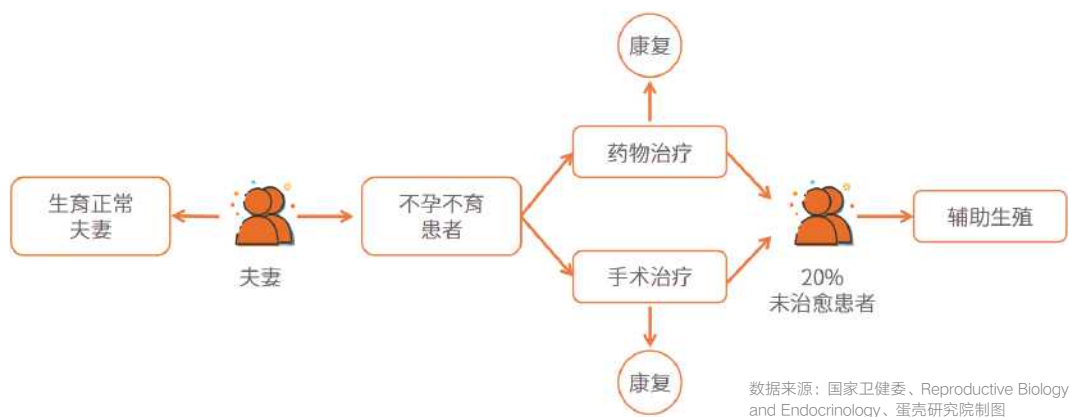 康复
药物治疗
生育正常
夫妻
夫妻
不孕不育
患者
手术治疗
康复
20%
未治愈患者
辅助生殖
数据来源：国家卫健委、Reproductive Biology
and Endocrinology、蛋壳研究院制图